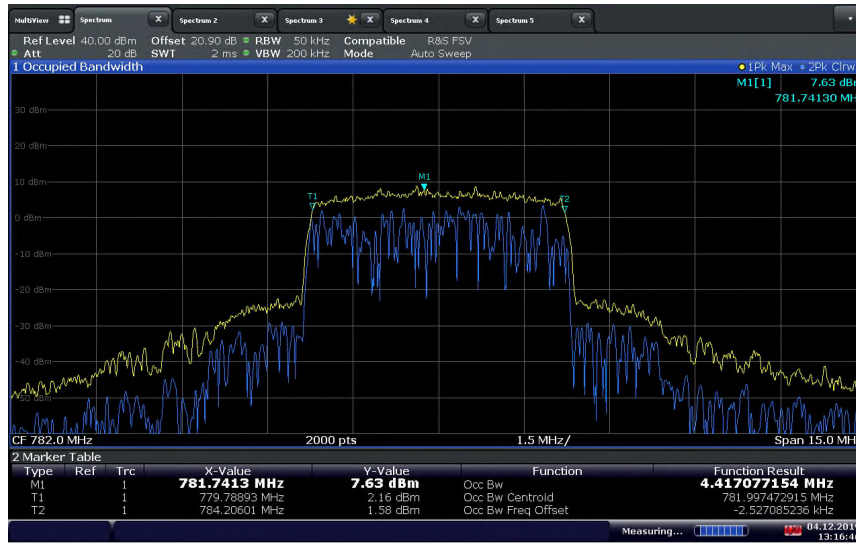 MultiView Spectrum X Spectrum 2 X Spectrum 3 X Spectrum 4 X Spectrum 5 X
Ref Level 40.00 dBm Offset 20.90 dB RBW 50 kHz Compatible R&S FSV
Att 20 dB SWT 2 ms VBW 200 kHz Mode Auto Sweep
1 Occupied Bandwidth 1Pk Max 2Pk Clrw
M1[1] 7.63 dBm
781.74130 MH
30 dBm
20 dBm
10 dBm
M1
T1
T2
0 dBm
-10 dBm
-20 dBm
-30 dBm
-40 dBm
-50 dBm
CF 782.0 MHz 2000 pts 1.5 MHz/ Span 15.0 MH
2 Marker Table
Type Ref Trc X-Value Y-Value Function Function Result
M1 1 781.7413 MHz 7.63 dBm Occ Bw 4.417077154 MHz
T1 1 779.78893 MHz 2.16 dBm Occ Bw Centroid 781.997472915 MHz
T2 1 784.20601 MHz 1.58 dBm Occ Bw Freq Offset -2.527085236 kHz
Measuring... 04.12.2019
13:16:46